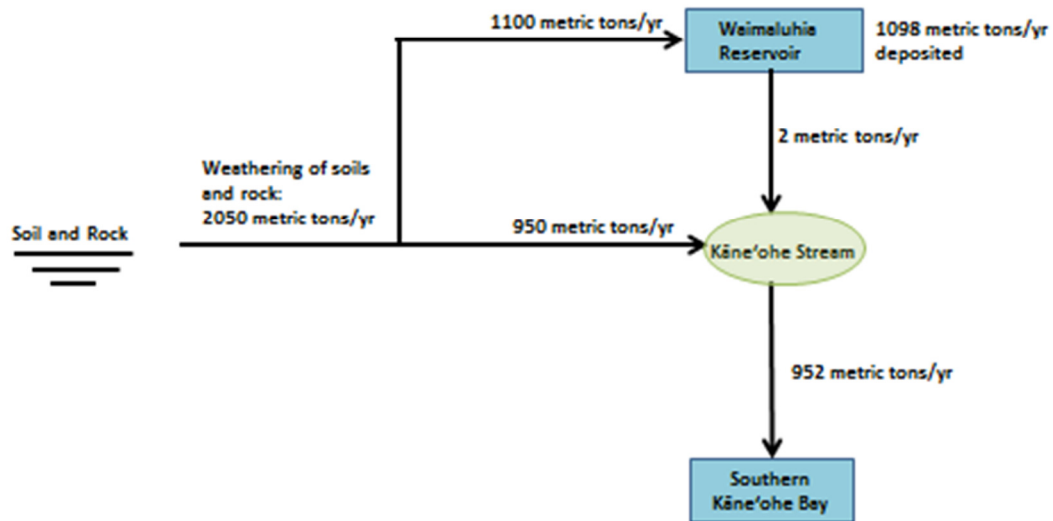 1100 metric tons/yr
Waimaluhia
Reservoir
1098 metric tons/yr
deposited
2 metric tons/yr
Weathering of soils
and rock:
2050 metric tons/yr
Soil and Rock
950 metric tons/yr
Kāne‘ohe Stream
952 metric tons/yr
Southern
Kāne‘ohe Bay